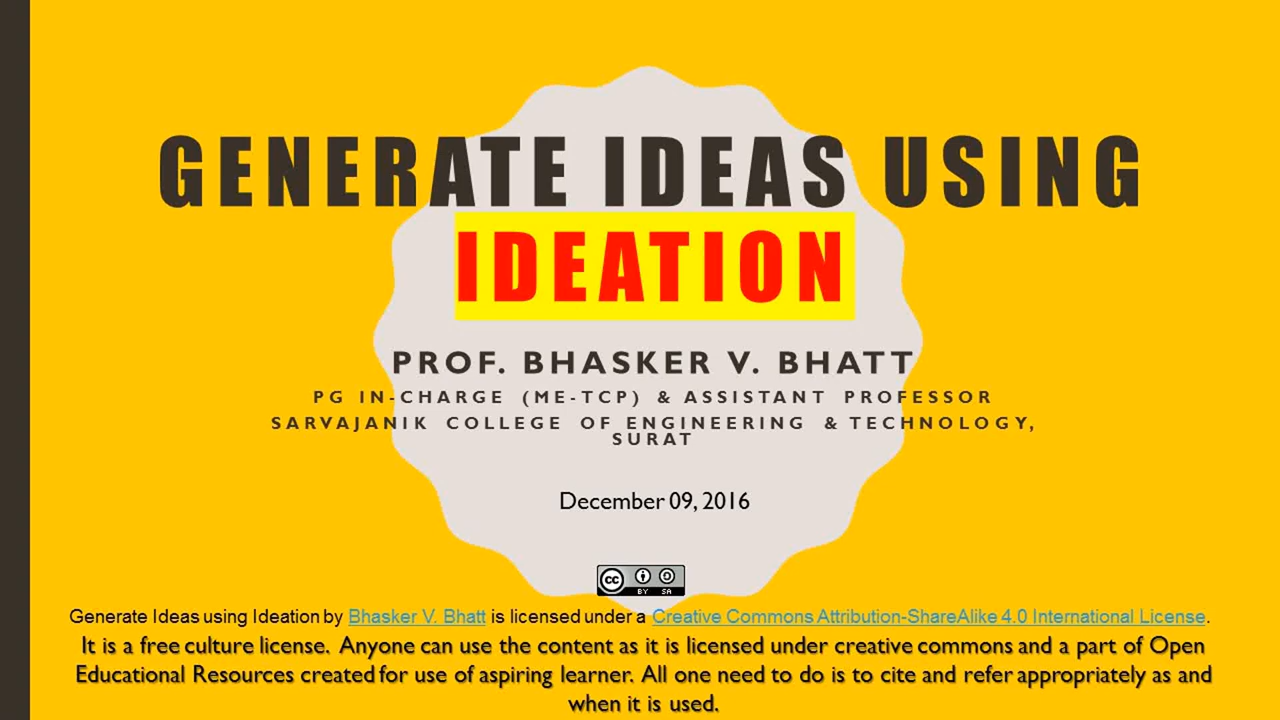 GENERATE IDEAS USING
IDEATION
PROF. BHASKER V. BHATT
PG IN-CHARGE (ME-TCP) & ASSISTANT PROFESSOR
SARVAJANIK COLLEGE OF ENGINEERING & TECHNOLOGY,
SURAT
December 09, 2016
cc BY SA
Generate Ideas using Ideation by Bhasker V. Bhatt is licensed under a Creative Commons Attribution-ShareAlike 4.0 International License.
It is a free culture license. Anyone can use the content as it is licensed under creative commons and a part of Open
Educational Resources created for use of aspiring learner. All one need to do is to cite and refer appropriately as and
when it is used.